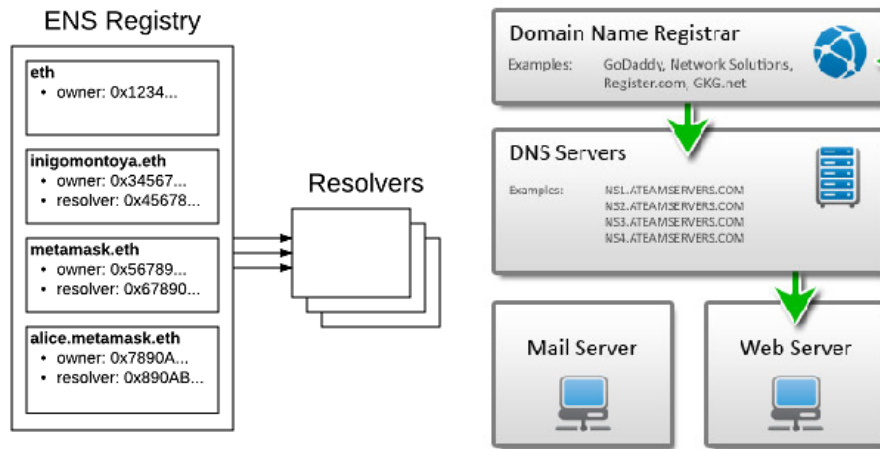 ENS Registry
eth
• owner: 0x1234...
inigomontoya.eth
• owner: 0x34567...
• resolver: 0x45678...
metamask.eth
• owner: 0x56789...
• resolver: 0x67890...
alice.metamask.eth
• owner: 0x7890A...
• resolver: 0x890AB...
Resolvers
Domain Name Registrar
Examples: GoDaddy, Network Solutions,
Register.com, GKG.net
DNS Servers
Examples: NS1.ATEAMSERVERS.COM
NS2.ATEAMSERVERS.COM
NS3.ATEAMSERVERS.COM
NS4.ATEAMSERVERS.COM
Mail Server
Web Server